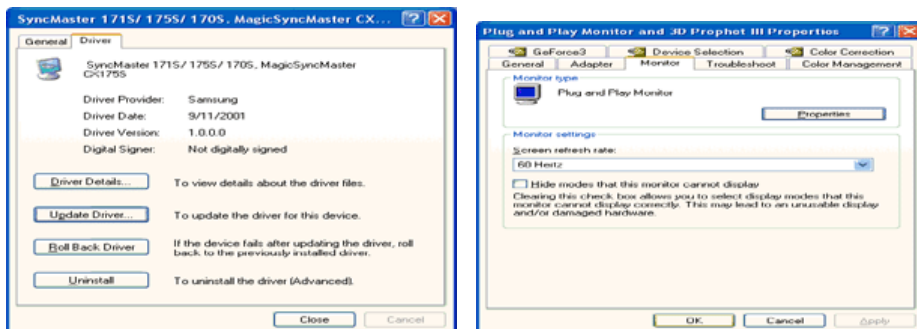 SyncMaster 171S/ 175S/ 170S, MagicSyncMaster CX...
General
Driver
SyncMaster 171S/ 175S/ 170S, MagicSyncMaster
CX175S
Driver Provider: Samsung
Driver Date: 9/11/2001
Driver Version: 1.0.0.0
Digital Signer: Not digitally signed
Driver Details...
To view details about the driver files.
Update Driver...
To update the driver for this device.
Roll Back Driver
If the device fails after updating the driver, roll
back to the previously installed driver.
Uninstall
To uninstall the driver (Advanced).
Close
Cancel
Plug and Play Monitor and 3D Prophet III Properties
GeForce3
Device Selection
Color Correction
General
Adapter
Monitor
Troubleshoot
Color Management
Monitor type
Plug and Play Monitor
Properties
Monitor settings
Screen refresh rate:
60 Hertz
Hide modes that this monitor cannot display
Clearing this check box allows you to select display modes that this
monitor cannot display correctly. This may lead to an unusable display
and/or damaged hardware.
OK
Cancel
Apply